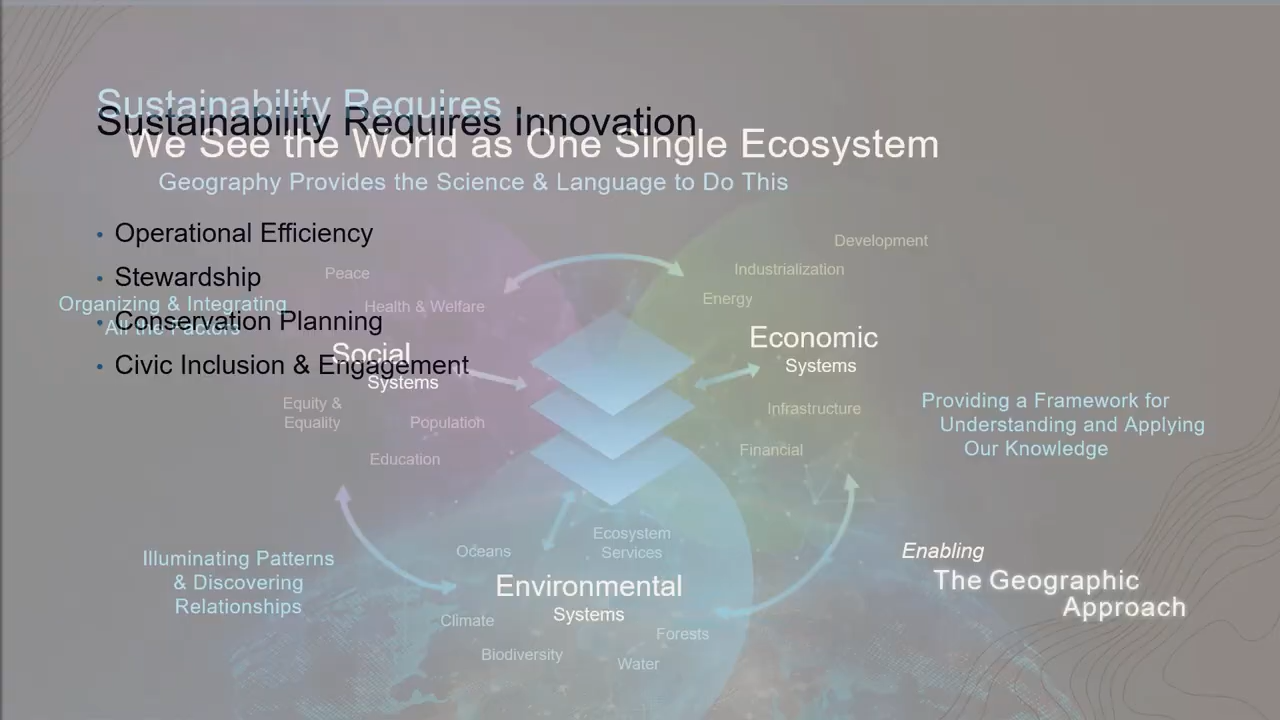 Sustainability Requires
Sustainability Requires Innovation
We See the World as One Single Ecosystem
Geography Provides the Science & Language to Do This
• Operational Efficiency
• Stewardship
• Conservation Planning
• Civic Inclusion & Engagement
Organizing & Integrating
All the Factors
Peace
Health & Welfare
Social
Systems
Equity &
Equality
Population
Education
Development
Industrialization
Energy
Economic
Systems
Infrastructure
Financial
Providing a Framework for
Understanding and Applying
Our Knowledge
Illuminating Patterns
& Discovering
Relationships
Oceans
Ecosystem
Services
Environmental
Systems
Climate
Forests
Biodiversity
Water
Enabling
The Geographic
Approach